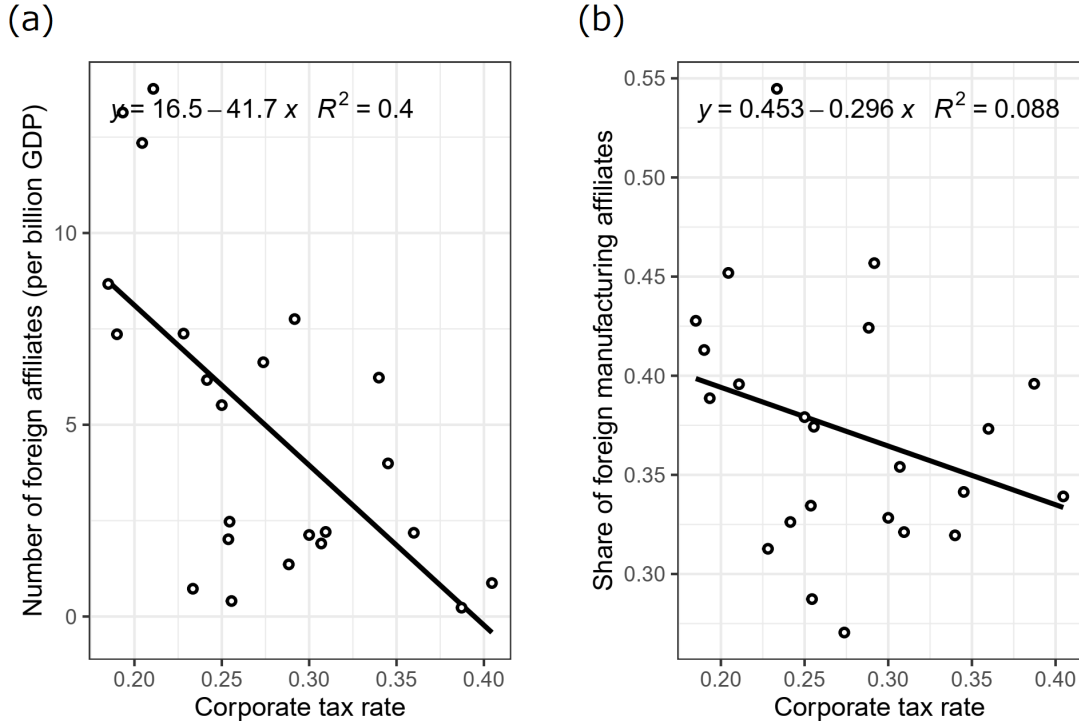 (a)
y = 16.5 – 41.7 x R² = 0.4
Number of foreign affiliates (per billion GDP)
10
5
0
0.20 0.25 0.30 0.35 0.40
Corporate tax rate
(b)
y = 0.453 – 0.296 x R² = 0.088
Share of foreign manufacturing affiliates
0.55
0.50
0.45
0.40
0.35
0.30
0.20 0.25 0.30 0.35 0.40
Corporate tax rate